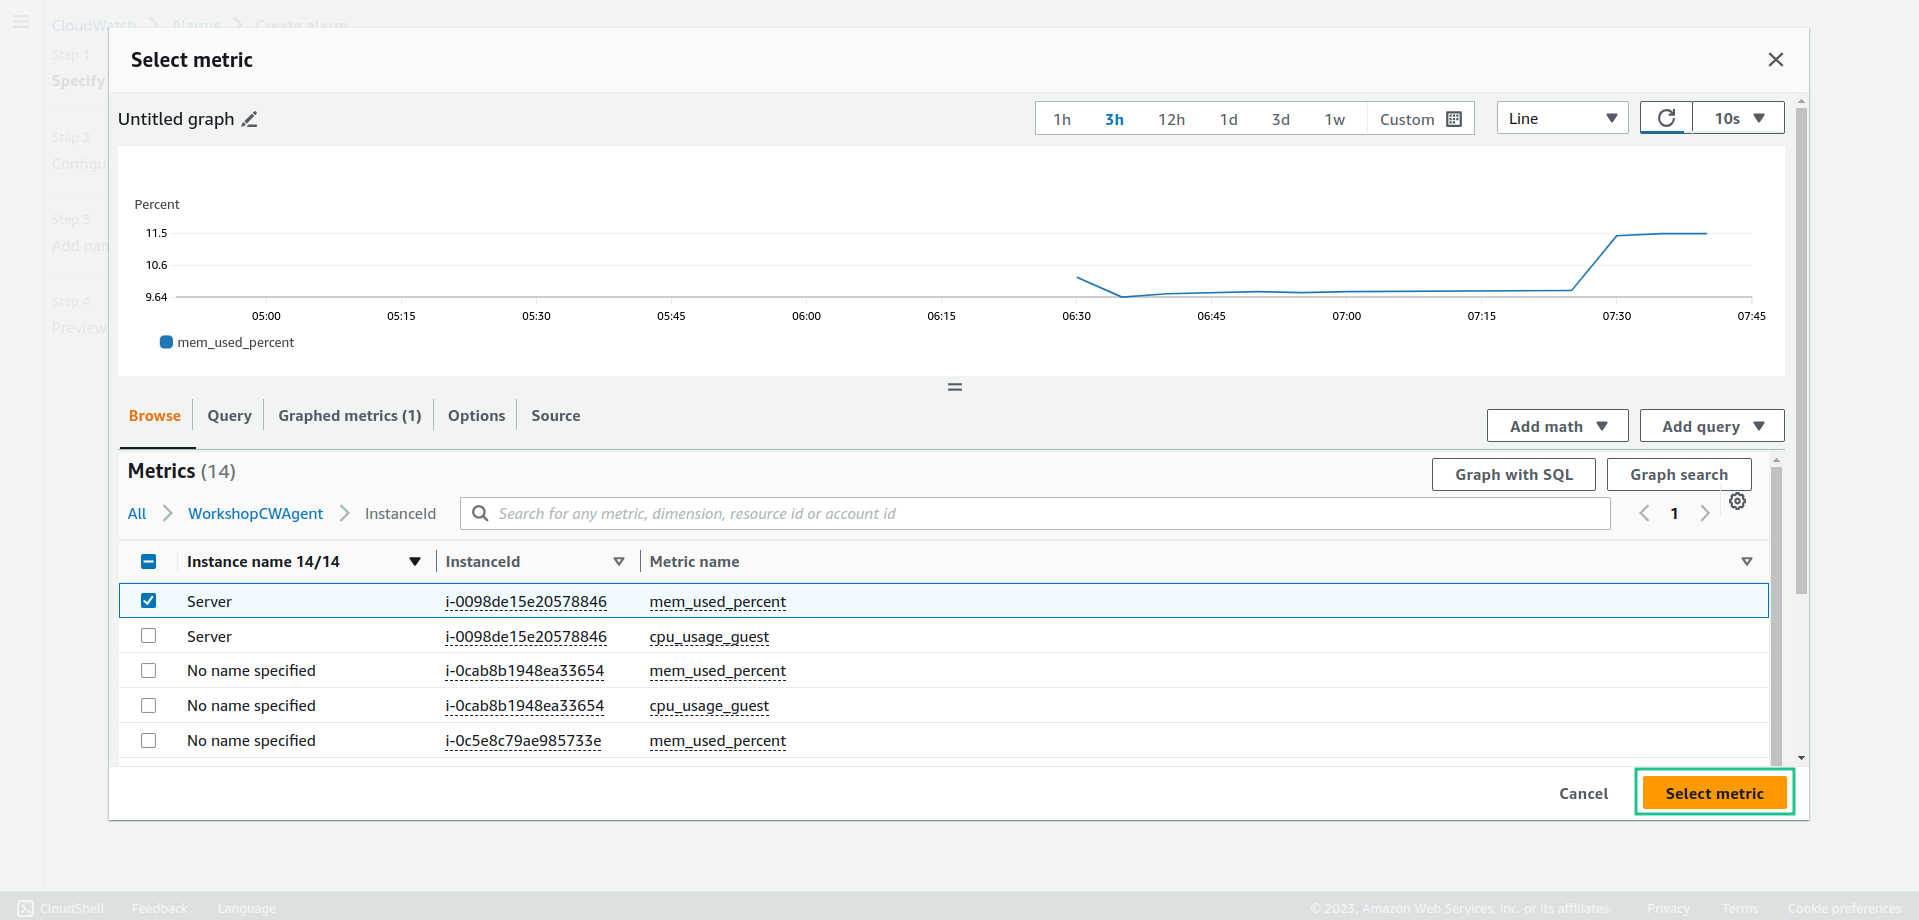 CloudWatch > Alarms > Create alarm
Step 1
Specify
Step 2
Configu
Step 3
Add nam
Step 4
Preview
Select metric
Untitled graph
1h 3h 12h 1d 3d 1w Custom
Line
10s
Percent
11.5
10.6
9.64
05:00 05:15 05:30 05:45 06:00 06:15 06:30 06:45 07:00 07:15 07:30 07:45
mem_used_percent
Browse Query Graphed metrics (1) Options Source
Add math Add query
Metrics (14)
Graph with SQL Graph search
All > WorkshopCWAgent > InstanceId
Search for any metric, dimension, resource id or account id
1
Instance name 14/14 InstanceId Metric name
Server i-0098de15e20578846 mem_used_percent
Server i-0098de15e20578846 cpu_usage_guest
No name specified i-0cab8b1948ea33654 mem_used_percent
No name specified i-0cab8b1948ea33654 cpu_usage_guest
No name specified i-0c5e8c79ae985733e mem_used_percent
Cancel Select metric
CloudShell Feedback Language © 2023, Amazon Web Services, Inc. or its affiliates. Privacy Terms Cookie preferences